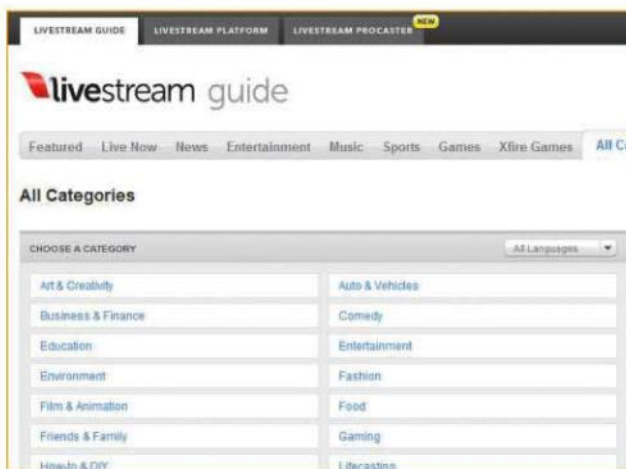 LIVESTREAM GUIDE LIVESTREAM PLATFORM LIVESTREAM PROCASTER NEW
livestream guide
Featured Live Now News Entertainment Music Sports Games Xfire Games All C
All Categories
CHOOSE A CATEGORY All Languages
Art & Creativity Auto & Vehicles
Business & Finance Comedy
Education Entertainment
Environment Fashion
Film & Animation Food
Friends & Family Gaming
How-to & DIY Lifecasting